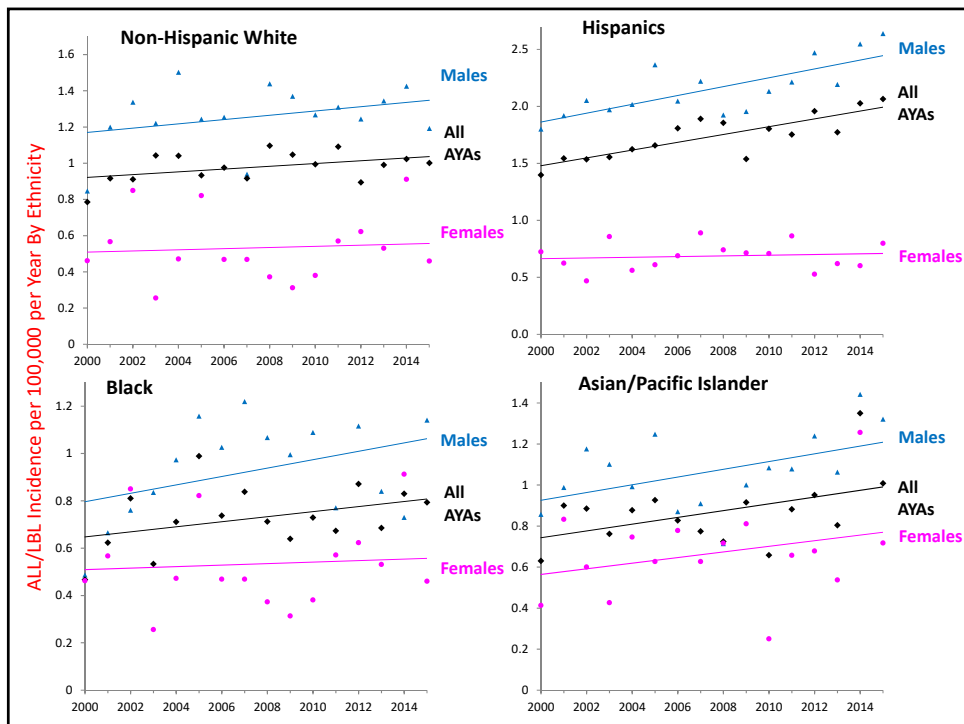 ALL/LBL Incidence per 100,000 per Year By Ethnicity
Non-Hispanic White
1.6
1.4
1.2
1
0.8
0.6
0.4
0.2
0
2000 2002 2004 2006 2008 2010 2012 2014
Males
All
AYAs
Females
Hispanics
2.5
2.0
1.5
1.0
0.5
0.0
2000 2002 2004 2006 2008 2010 2012 2014
Males
All
AYAs
Females
Black
1.2
1
0.8
0.6
0.4
0.2
0
2000 2002 2004 2006 2008 2010 2012 2014
Males
All
AYAs
Females
Asian/Pacific Islander
1.4
1.2
1
0.8
0.6
0.4
0.2
0
2000 2002 2004 2006 2008 2010 2012 2014
Males
All
AYAs
Females